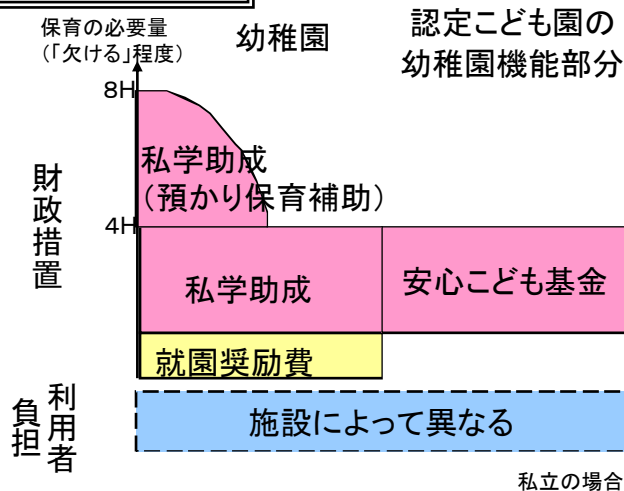 保育の必要量
(「欠ける」程度)
幼稚園
認定こども園の
幼稚園機能部分
8H
私学助成
(預かり保育補助)
財政措置
4H
私学助成
安心こども基金
就園奨励費
利用者
負担
施設によって異なる
私立の場合